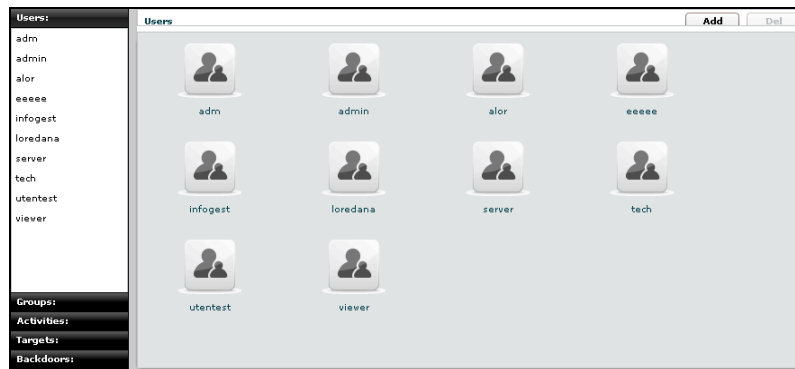 Users:
adm
admin
alor
eeeee
infogest
loredana
server
tech
utentest
viewer
Groups:
Activities:
Targets:
Backdoors:
Users
Add
Del
adm
admin
alor
eeeee
infogest
loredana
server
tech
utentest
viewer